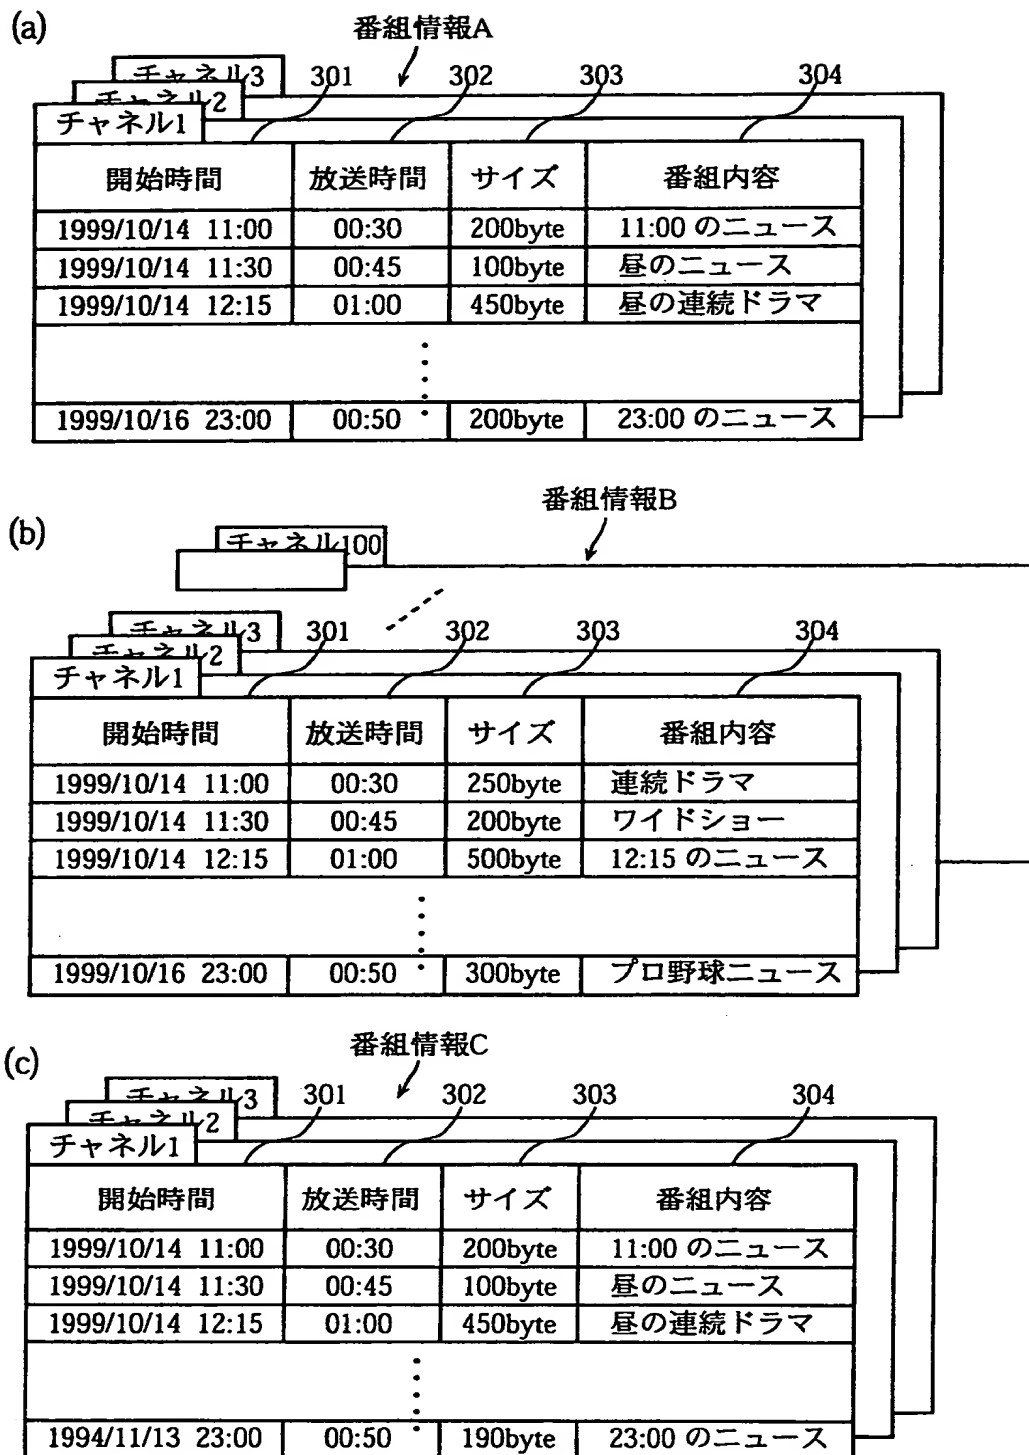 (a)
番組情報A
チャネル3 301 302 303 304
チャネル2
チャネル1
開始時間 放送時間 サイズ 番組内容
1999/10/14 11:00 00:30 200byte 11:00 のニュース
1999/10/14 11:30 00:45 100byte 昼のニュース
1999/10/14 12:15 01:00 450byte 昼の連続ドラマ
1999/10/16 23:00 00:50 200byte 23:00 のニュース
(b)
番組情報B
チャネル100
チャネル3 301 302 303 304
チャネル2
チャネル1
開始時間 放送時間 サイズ 番組内容
1999/10/14 11:00 00:30 250byte 連続ドラマ
1999/10/14 11:30 00:45 200byte ワイドショー
1999/10/14 12:15 01:00 500byte 12:15 のニュース
1999/10/16 23:00 00:50 300byte プロ野球ニュース
(c)
番組情報C
チャネル3 301 302 303 304
チャネル2
チャネル1
開始時間 放送時間 サイズ 番組内容
1999/10/14 11:00 00:30 200byte 11:00 のニュース
1999/10/14 11:30 00:45 100byte 昼のニュース
1999/10/14 12:15 01:00 450byte 昼の連続ドラマ
1994/11/13 23:00 00:50 190byte 23:00 のニュース